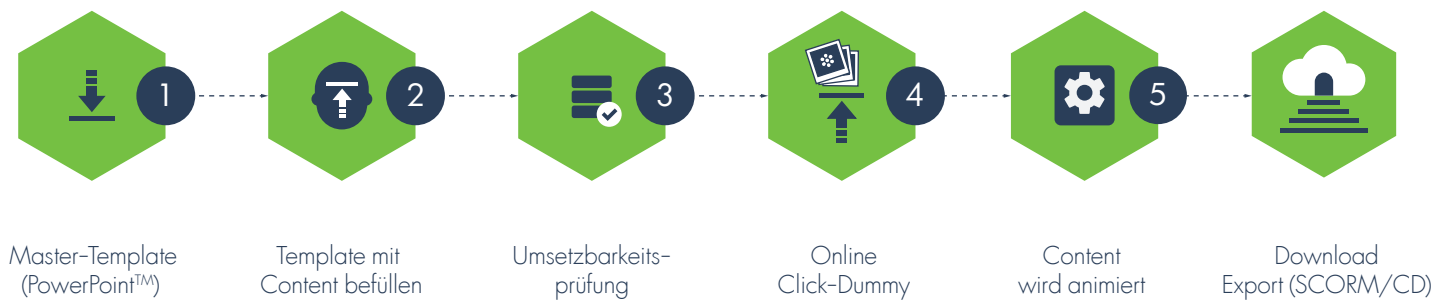 1
2
3
4
5
Master-Template
(PowerPoint™)
Template mit
Content befüllen
Umsetzbarkeits-
prüfung
Online
Click-Dummy
Content
wird animiert
Download
Export (SCORM/CD)